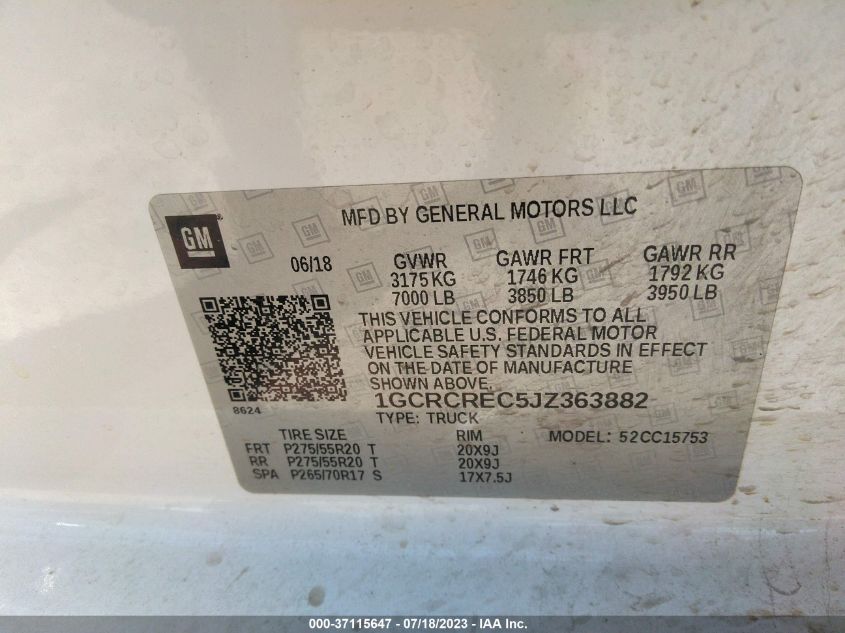 GM
MFD BY GENERAL MOTORS LLC
06/18 GVWR GAWR FRT GAWR RR
3175 KG 1746 KG 1792 KG
7000 LB 3850 LB 3950 LB
THIS VEHICLE CONFORMS TO ALL
APPLICABLE U.S. FEDERAL MOTOR
VEHICLE SAFETY STANDARDS IN EFFECT
ON THE DATE OF MANUFACTURE
SHOWN ABOVE.
8624
1GCRCREC5JZ363882
TYPE: TRUCK
TIRE SIZE RIM MODEL: 52CC15753
FRT P275/55R20 T 20X9J
RR P275/55R20 T 20X9J
SPA P265/70R17 S 17X7.5J
000-37115647 - 07/18/2023 - IAA Inc.